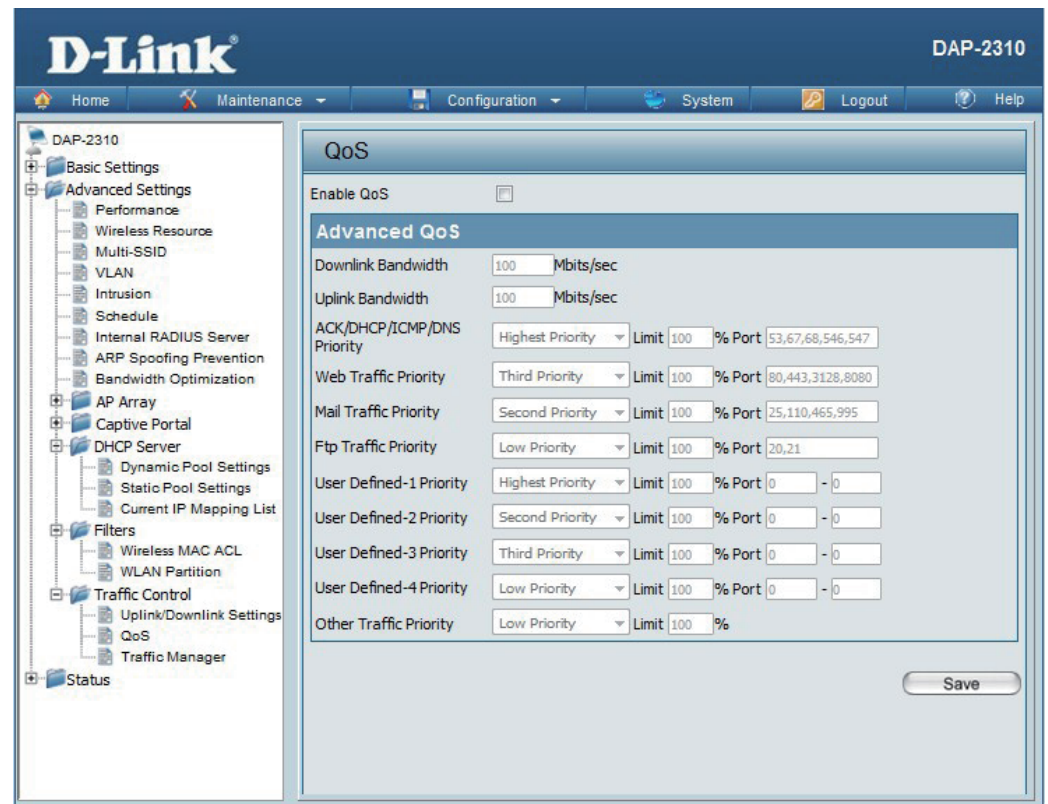 D-Link
DAP-2310
Home Maintenance Configuration System Logout Help
DAP-2310
Basic Settings
Advanced Settings
Performance
Wireless Resource
Multi-SSID
VLAN
Intrusion
Schedule
Internal RADIUS Server
ARP Spoofing Prevention
Bandwidth Optimization
AP Array
Captive Portal
DHCP Server
Dynamic Pool Settings
Static Pool Settings
Current IP Mapping List
Filters
Wireless MAC ACL
WLAN Partition
Traffic Control
Uplink/Downlink Settings
QoS
Traffic Manager
Status
QoS
Enable QoS
Advanced QoS
Downlink Bandwidth 100 Mbits/sec
Uplink Bandwidth 100 Mbits/sec
ACK/DHCP/ICMP/DNS
Priority Highest Priority Limit 100 % Port 53,67,68,546,547
Web Traffic Priority Third Priority Limit 100 % Port 80,443,3128,8080
Mail Traffic Priority Second Priority Limit 100 % Port 25,110,465,995
Ftp Traffic Priority Low Priority Limit 100 % Port 20,21
User Defined-1 Priority Highest Priority Limit 100 % Port 0 - 0
User Defined-2 Priority Second Priority Limit 100 % Port 0 - 0
User Defined-3 Priority Third Priority Limit 100 % Port 0 - 0
User Defined-4 Priority Low Priority Limit 100 % Port 0 - 0
Other Traffic Priority Low Priority Limit 100 %
Save